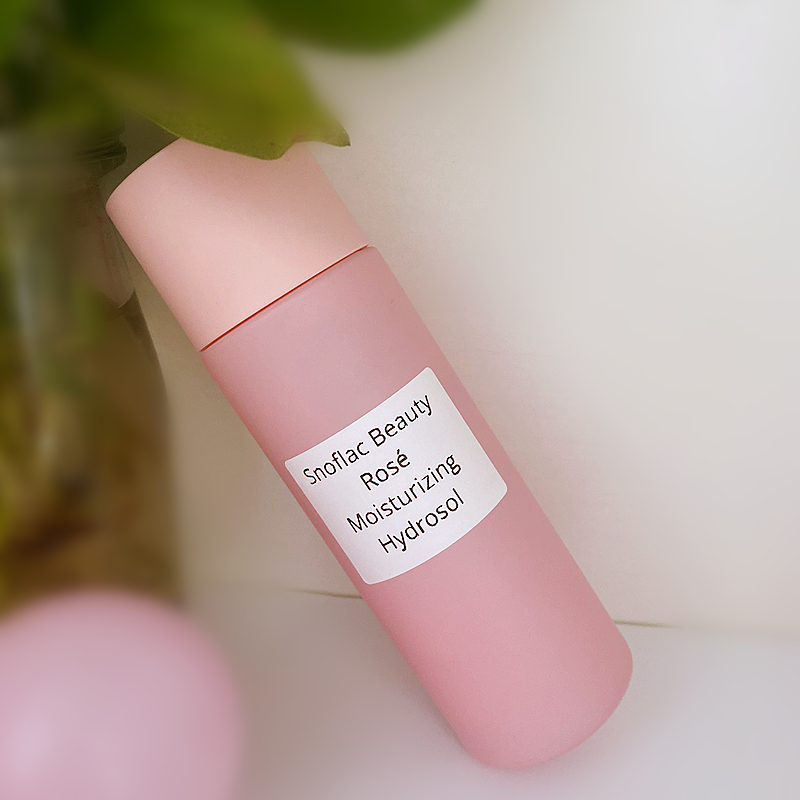 Snoflac Beauty
Rosé
Moisturizing
Hydrosol